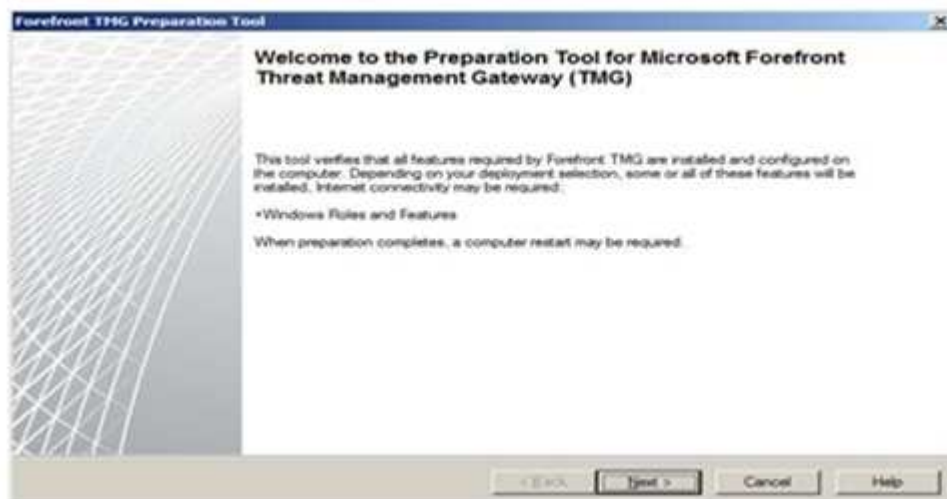 Forefront TMG Preparation Tool
Welcome to the Preparation Tool for Microsoft Forefront
Threat Management Gateway (TMG)
This tool verifies that all features required by Forefront TMG are installed and configured on
the computer. Depending on your deployment selection, some or all of these features will be
installed. Internet connectivity may be required:
•Windows Roles and Features
When preparation completes, a computer restart may be required.
< Back
Next >
Cancel
Help